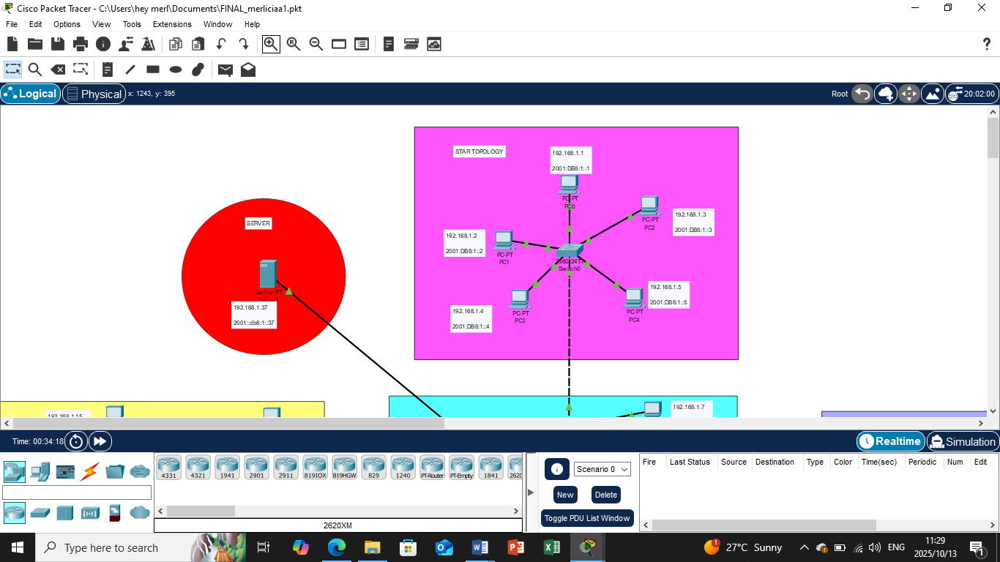 Cisco Packet Tracer - C:\Users\hey merl\Documents\FINAL_merliciaa1.pkt
File Edit Options View Tools Extensions Window Help
Logical Physical x: 1243, y: 395 Root 20:02:00
STAR TOPOLOGY
192.168.1.1
2001:DB8:1::1
PC-PT
PC0
SERVER
Server-PT
192.168.1.37
2001::db8:1::37
192.168.1.2
2001:DB8:1::2
PC-PT
PC1
PC-PT
PC2
192.168.1.3
2001:DB8:1::3
2960-24TT
Switch0
192.168.1.4
2001:DB8:1::4
PC-PT
PC3
PC-PT
PC4
192.168.1.5
2001:DB8:1::5
192.168.1.15
192.168.1.7
Time: 00:34:18 Realtime Simulation
4331 4321 1941 2901 2911 819IOX 819HGW 829 1240 PT-Router PT-Empty 1841 2620
2620XM
Scenario 0
New Delete
Toggle PDU List Window
Fire Last Status Source Destination Type Color Time(sec) Periodic Num Edit
Type here to search
1
27°C Sunny
ENG
11:29
2025/10/13
1